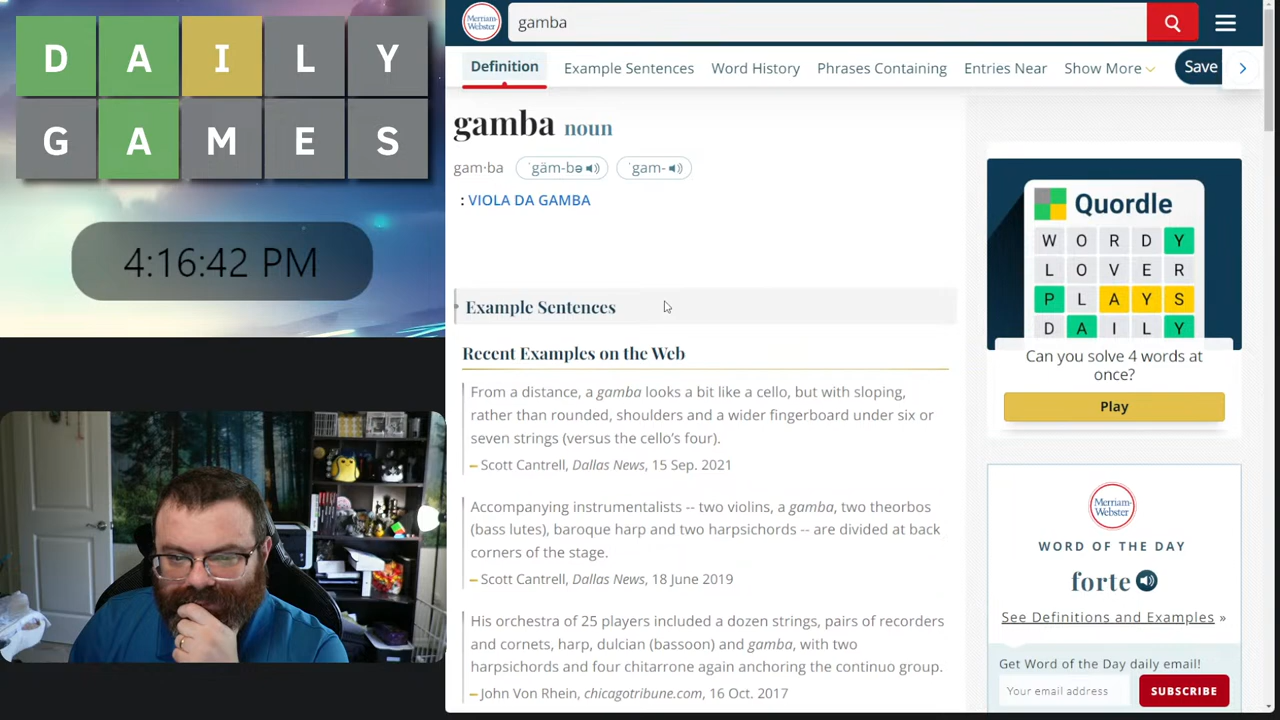 DAILY
GAMES
4:16:42 PM
Merriam-
Webster
gamba
Definition
Example Sentences
Word History
Phrases Containing
Entries Near
Show More
Save
gamba noun
gam·ba
ˈgäm-bə
ˈgam-
: VIOLA DA GAMBA
Example Sentences
Recent Examples on the Web
From a distance, a gamba looks a bit like a cello, but with sloping,
rather than rounded, shoulders and a wider fingerboard under six or
seven strings (versus the cello's four).
— Scott Cantrell, Dallas News, 15 Sep. 2021
Accompanying instrumentalists -- two violins, a gamba, two theorbos
(bass lutes), baroque harp and two harpsichords -- are divided at back
corners of the stage.
— Scott Cantrell, Dallas News, 18 June 2019
His orchestra of 25 players included a dozen strings, pairs of recorders
and cornets, harp, dulcian (bassoon) and gamba, with two
harpsichords and four chitarrone again anchoring the continuo group.
— John Von Rhein, chicagotribune.com, 16 Oct. 2017
Quordle
WORDY
LOVER
PLAYS
DAILY
Can you solve 4 words at
once?
Play
Merriam-
Webster
WORD OF THE DAY
forte
See Definitions and Examples »
Get Word of the Day daily email!
Your email address
SUBSCRIBE